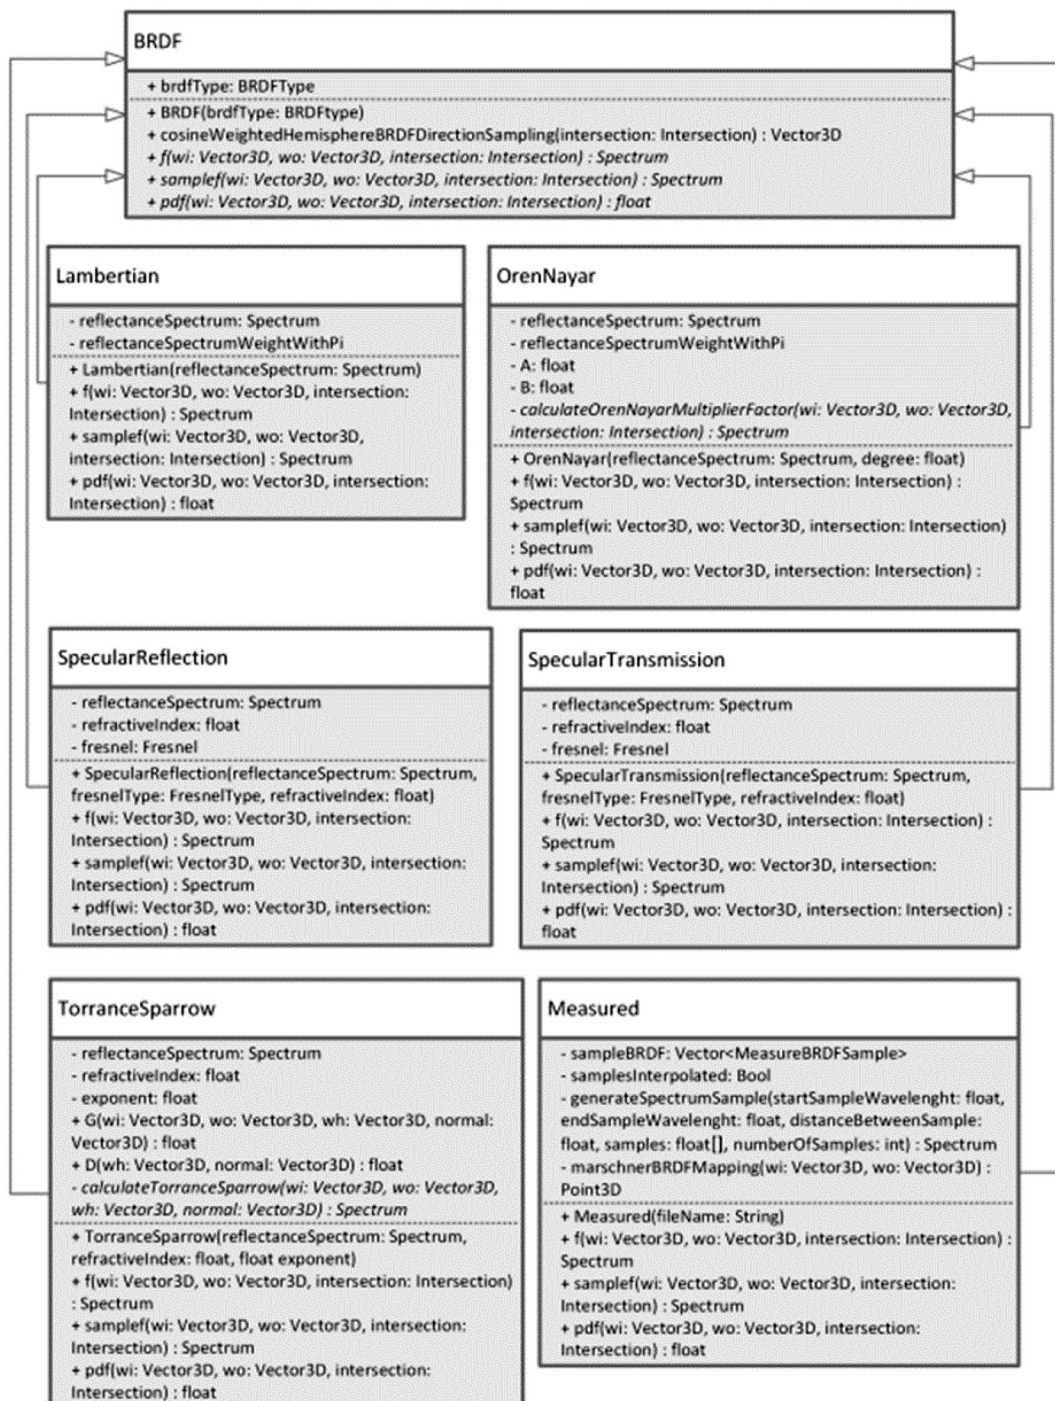 BRDF
+ brdfType: BRDFType
+ BRDF(brdfType: BRDFtype)
+ cosineWeightedHemisphereBRDFDirectionSampling(intersection: Intersection) : Vector3D
+ f(wi: Vector3D, wo: Vector3D, intersection: Intersection) : Spectrum
+ samplef(wi: Vector3D, wo: Vector3D, intersection: Intersection) : Spectrum
+ pdf(wi: Vector3D, wo: Vector3D, intersection: Intersection) : float
Lambertian
- reflectanceSpectrum: Spectrum
- reflectanceSpectrumWeightWithPi
+ Lambertian(reflectanceSpectrum: Spectrum)
+ f(wi: Vector3D, wo: Vector3D, intersection:
Intersection) : Spectrum
+ samplef(wi: Vector3D, wo: Vector3D,
intersection: Intersection) : Spectrum
+ pdf(wi: Vector3D, wo: Vector3D, intersection:
Intersection) : float
OrenNayar
- reflectanceSpectrum: Spectrum
- reflectanceSpectrumWeightWithPi
- A: float
- B: float
- calculateOrenNayarMultiplierFactor(wi: Vector3D, wo: Vector3D,
intersection: Intersection) : Spectrum
+ OrenNayar(reflectanceSpectrum: Spectrum, degree: float)
+ f(wi: Vector3D, wo: Vector3D, intersection: Intersection) :
Spectrum
+ samplef(wi: Vector3D, wo: Vector3D, intersection: Intersection)
: Spectrum
+ pdf(wi: Vector3D, wo: Vector3D, intersection: Intersection) :
float
SpecularReflection
- reflectanceSpectrum: Spectrum
- refractiveIndex: float
- fresnel: Fresnel
+ SpecularReflection(reflectanceSpectrum: Spectrum,
fresnelType: FresnelType, refractiveIndex: float)
+ f(wi: Vector3D, wo: Vector3D, intersection:
Intersection) : Spectrum
+ samplef(wi: Vector3D, wo: Vector3D, intersection:
Intersection) : Spectrum
+ pdf(wi: Vector3D, wo: Vector3D, intersection:
Intersection) : float
SpecularTransmission
- reflectanceSpectrum: Spectrum
- refractiveIndex: float
- fresnel: Fresnel
+ SpecularTransmission(reflectanceSpectrum: Spectrum,
fresnelType: FresnelType, refractiveIndex: float)
+ f(wi: Vector3D, wo: Vector3D, intersection: Intersection) :
Spectrum
+ samplef(wi: Vector3D, wo: Vector3D, intersection:
Intersection) : Spectrum
+ pdf(wi: Vector3D, wo: Vector3D, intersection: Intersection) :
float
TorranceSparrow
- reflectanceSpectrum: Spectrum
- refractiveIndex: float
- exponent: float
+ G(wi: Vector3D, wo: Vector3D, wh: Vector3D, normal:
Vector3D) : float
+ D(wh: Vector3D, normal: Vector3D) : float
- calculateTorranceSparrow(wi: Vector3D, wo: Vector3D,
wh: Vector3D, normal: Vector3D) : Spectrum
+ TorranceSparrow(reflectanceSpectrum: Spectrum,
refractiveIndex: float, float exponent)
+ f(wi: Vector3D, wo: Vector3D, intersection: Intersection)
: Spectrum
+ samplef(wi: Vector3D, wo: Vector3D, intersection:
Intersection) : Spectrum
+ pdf(wi: Vector3D, wo: Vector3D, intersection:
Intersection) : float
Measured
- sampleBRDF: Vector<MeasureBRDFSample>
- samplesInterpolated: Bool
- generateSpectrumSample(startSampleWavelenght: float,
endSampleWavelenght: float, distanceBetweenSample:
float, samples: float[], numberOfSamples: int) : Spectrum
- marschnerBRDFMapping(wi: Vector3D, wo: Vector3D) :
Point3D
+ Measured(fileName: String)
+ f(wi: Vector3D, wo: Vector3D, intersection: Intersection) :
Spectrum
+ samplef(wi: Vector3D, wo: Vector3D, intersection:
Intersection) : Spectrum
+ pdf(wi: Vector3D, wo: Vector3D, intersection:
Intersection) : float